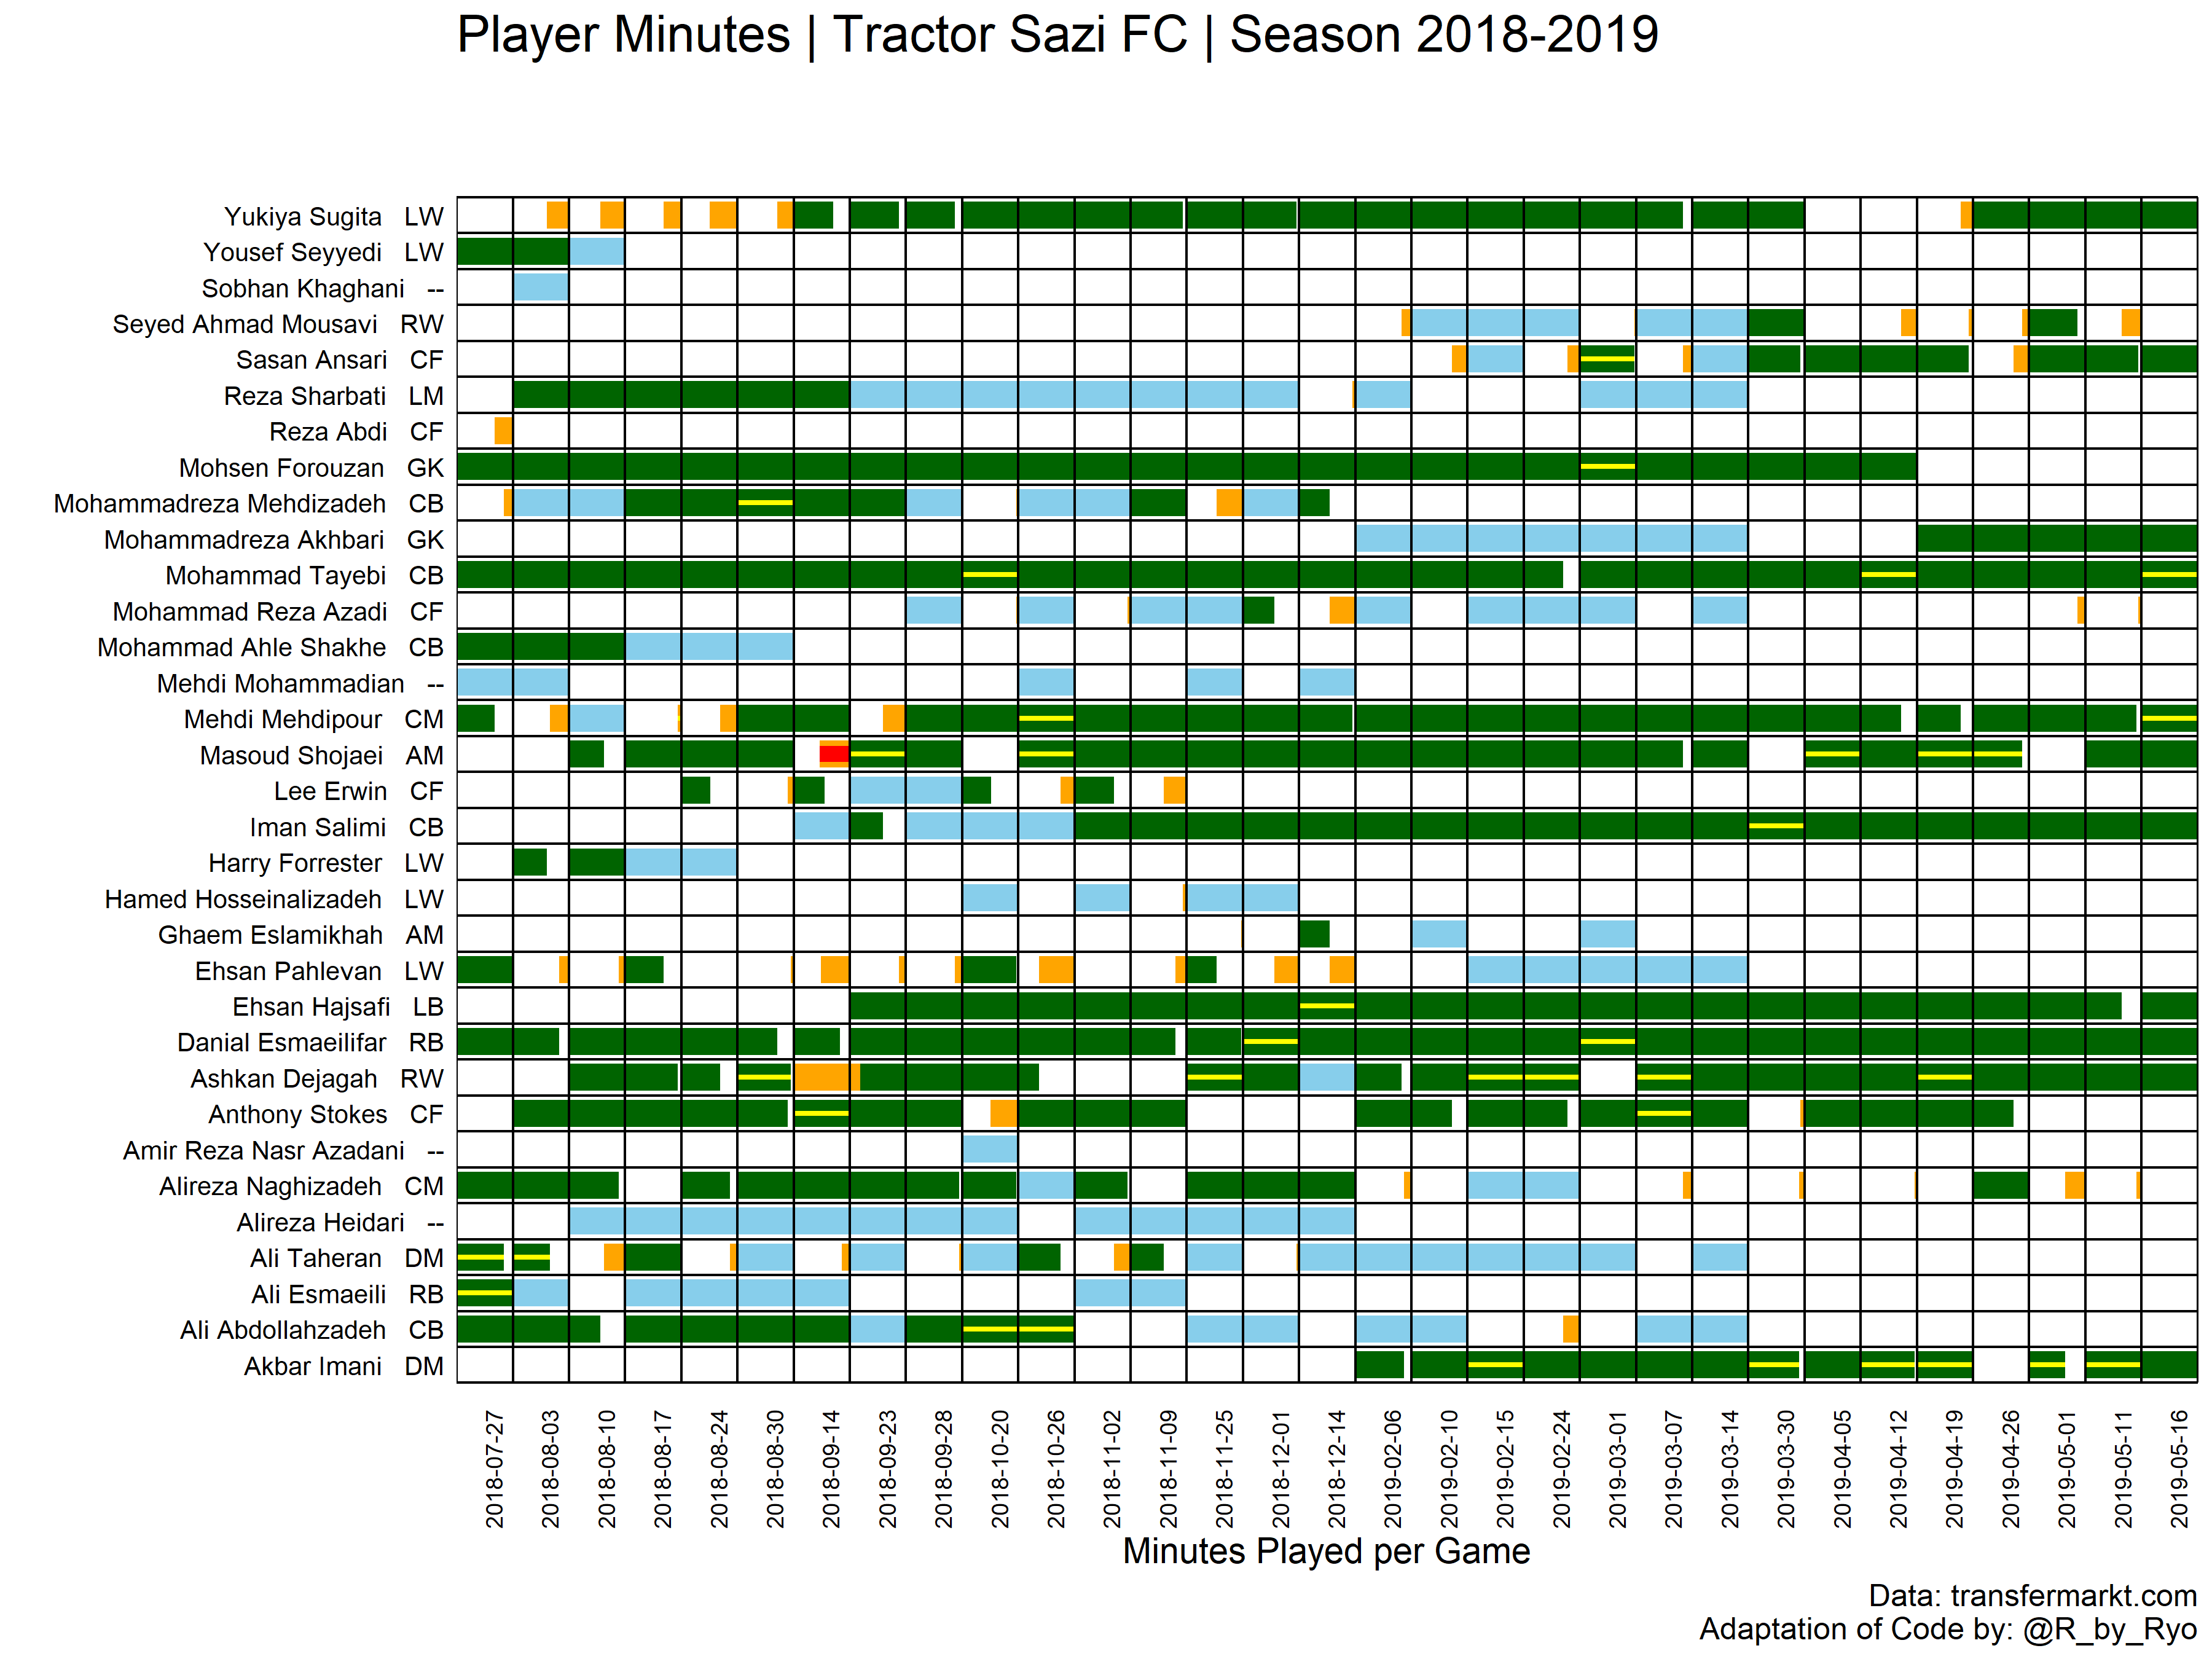 Player Minutes | Tractor Sazi FC | Season 2018-2019
Yukiya Sugita LW
Yousef Seyyedi LW
Sobhan Khaghani --
Seyed Ahmad Mousavi RW
Sasan Ansari CF
Reza Sharbati LM
Reza Abdi CF
Mohsen Forouzan GK
Mohammadreza Mehdizadeh CB
Mohammadreza Akhbari GK
Mohammad Tayebi CB
Mohammad Reza Azadi CF
Mohammad Ahle Shakhe CB
Mehdi Mohammadian --
Mehdi Mehdipour CM
Masoud Shojaei AM
Lee Erwin CF
Iman Salimi CB
Harry Forrester LW
Hamed Hosseinalizadeh LW
Ghaem Eslamikhah AM
Ehsan Pahlevan LW
Ehsan Hajsafi LB
Danial Esmaeilifar RB
Ashkan Dejagah RW
Anthony Stokes CF
Amir Reza Nasr Azadani --
Alireza Naghizadeh CM
Alireza Heidari --
Ali Taheran DM
Ali Esmaeili RB
Ali Abdollahzadeh CB
Akbar Imani DM
2018-07-27
2018-08-03
2018-08-10
2018-08-17
2018-08-24
2018-08-30
2018-09-14
2018-09-23
2018-09-28
2018-10-20
2018-10-26
2018-11-02
2018-11-09
2018-11-25
2018-12-01
2018-12-14
2019-02-06
2019-02-10
2019-02-15
2019-02-24
2019-03-01
2019-03-07
2019-03-14
2019-03-30
2019-04-05
2019-04-12
2019-04-19
2019-04-26
2019-05-01
2019-05-11
2019-05-16
Minutes Played per Game
Data: transfermarkt.com
Adaptation of Code by: @R_by_Ryo